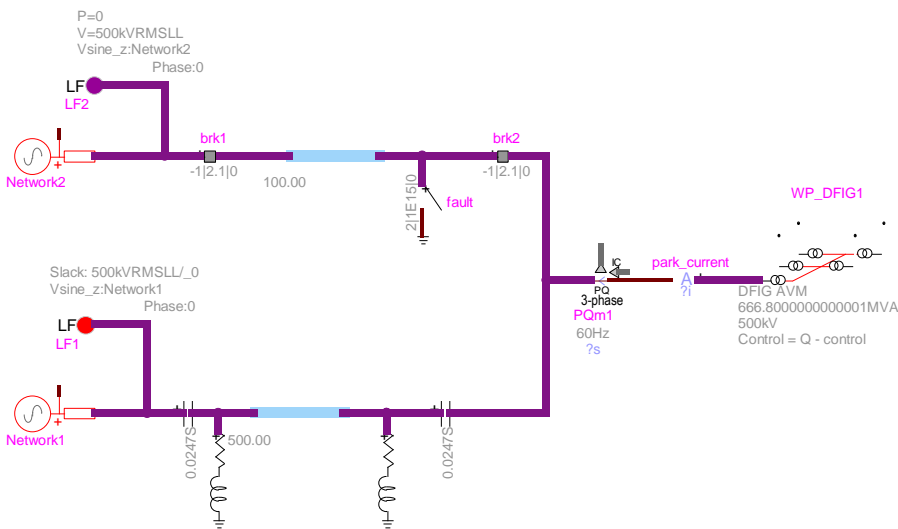 P=0
V=500kVRMSLL
Vsine_z:Network2
Phase:0
LF
LF2
Network2
+
brk1
-1|2.1|0
100.00
+
2|1E15|0
fault
brk2
-1|2.1|0
WP_DFIG1
IC
PQ
3-phase
PQm1
60Hz
?s
park_current
A
?i
DFIG AVM
666.8000000000001MVA
500kV
Control = Q - control
Slack: 500kVRMSLL/_0
Vsine_z:Network1
Phase:0
LF
LF1
Network1
+
+
0.0247S
+
500.00
+
+
0.0247S